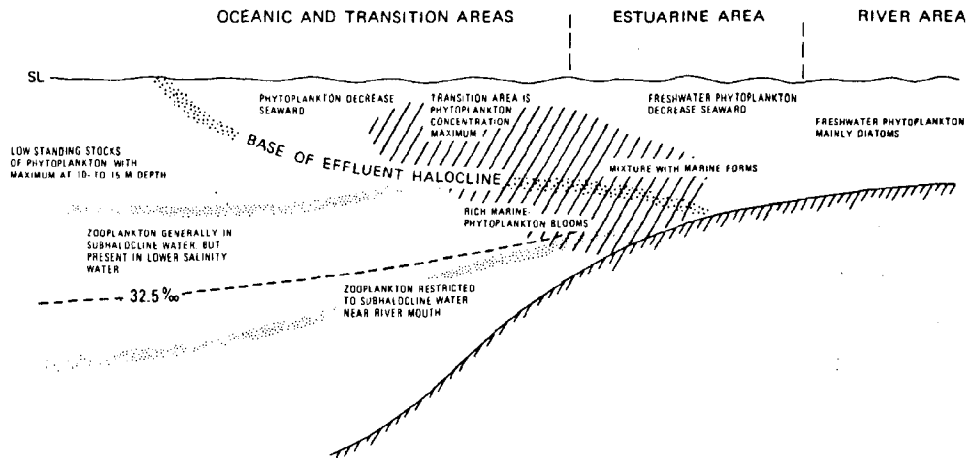 OCEANIC AND TRANSITION AREAS
ESTUARINE AREA
RIVER AREA
SL
PHYTOPLANKTON DECREASE
SEAWARD
TRANSITION AREA IS
PHYTOPLANKTON
CONCENTRATION
MAXIMUM
FRESHWATER PHYTOPLANKTON
DECREASE SEAWARD
FRESHWATER PHYTOPLANKTON
MAINLY DIATOMS
BASE OF EFFLUENT HALOCLINE
LOW STANDING STOCKS
OF PHYTOPLANKTON WITH
MAXIMUM AT 10- TO 15 M DEPTH
MIXTURE WITH MARINE FORMS
RICH MARINE
PHYTOPLANKTON BLOOMS
ZOOPLANKTON GENERALLY IN
SUBHALOCLINE WATER, BUT
PRESENT IN LOWER SALINITY
WATER
32.5 ‰
ZOOPLANKTON RESTRICTED
TO SUBHALOCLINE WATER
NEAR RIVER MOUTH